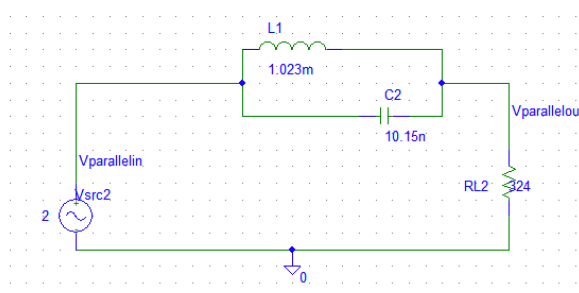 L1
1.023m
C2
10.15n
Vparallelou
Vparallelin
Vsrc2
2
RL2 324
0